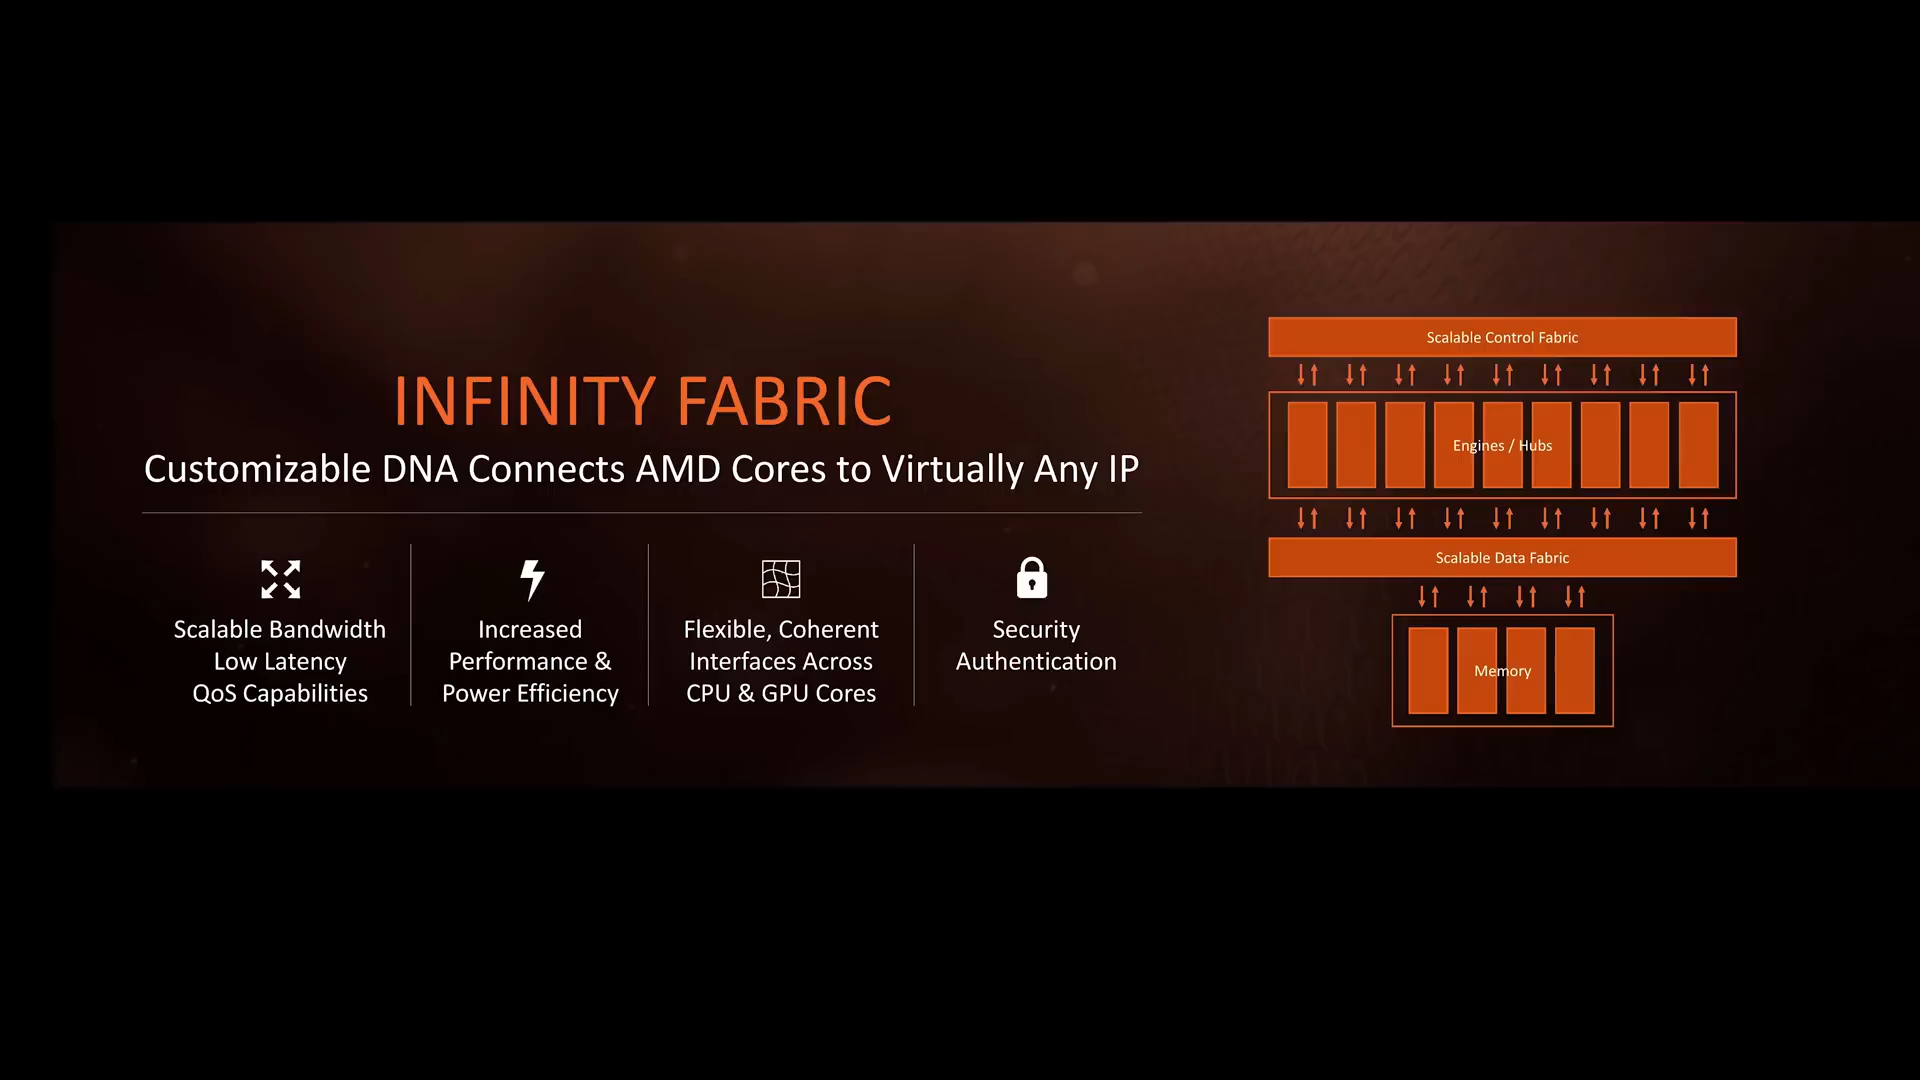 INFINITY FABRIC
Customizable DNA Connects AMD Cores to Virtually Any IP
Scalable Bandwidth
Low Latency
QoS Capabilities
Increased
Performance &
Power Efficiency
Flexible, Coherent
Interfaces Across
CPU & GPU Cores
Security
Authentication
Scalable Control Fabric
Engines / Hubs
Scalable Data Fabric
Memory